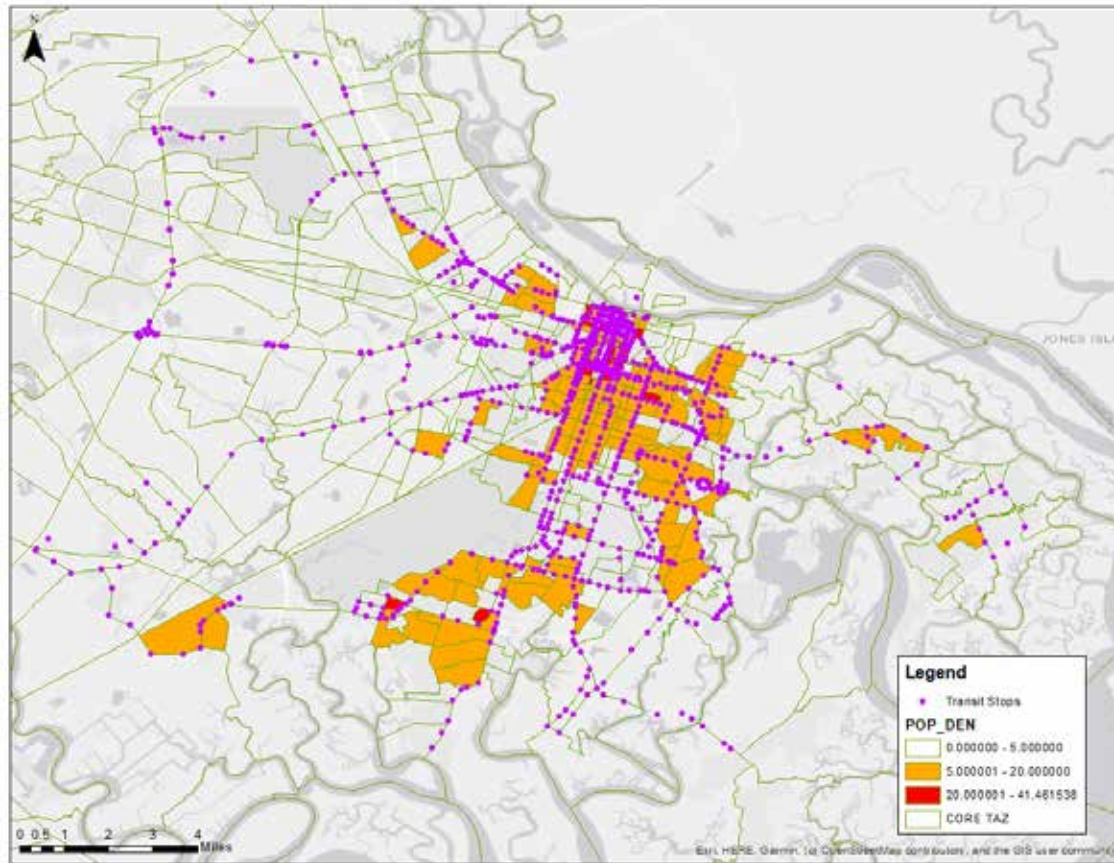 N
JONES ISL
Legend
Transit Stops
POP_DEN
0.000000 - 5.000000
5.000001 - 20.000000
20.000001 - 41.461538
CORE TAZ
0 0.5 1 2 3 4
Miles
Esri, HERE, Garmin, (c) OpenStreetMap contributors, and the GIS user commun